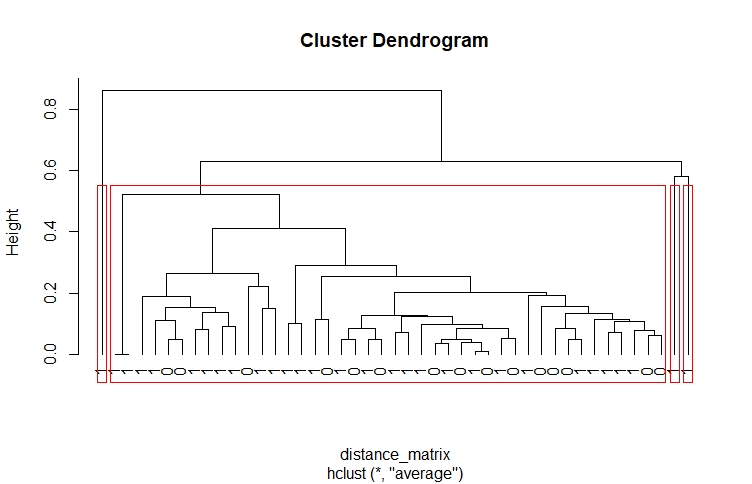 Cluster Dendrogram
Height
0.8
0.6
0.4
0.2
0.0
distance_matrix
hclust (*, "average")